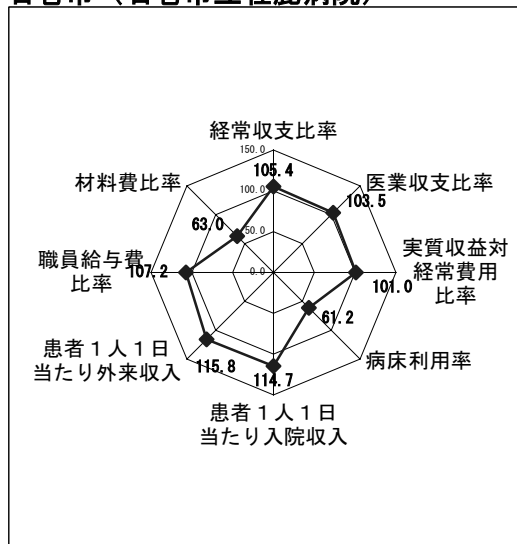 経常収支比率
150.0
105.4
材料費比率
医業収支比率
100.0
103.5
63.0
50.0
職員給与費
比率
107.2
0.0
実質収益対
経常費用
比率
101.0
61.2
患者１人１日
当たり外来収入
115.8
病床利用率
114.7
患者１人１日
当たり入院収入